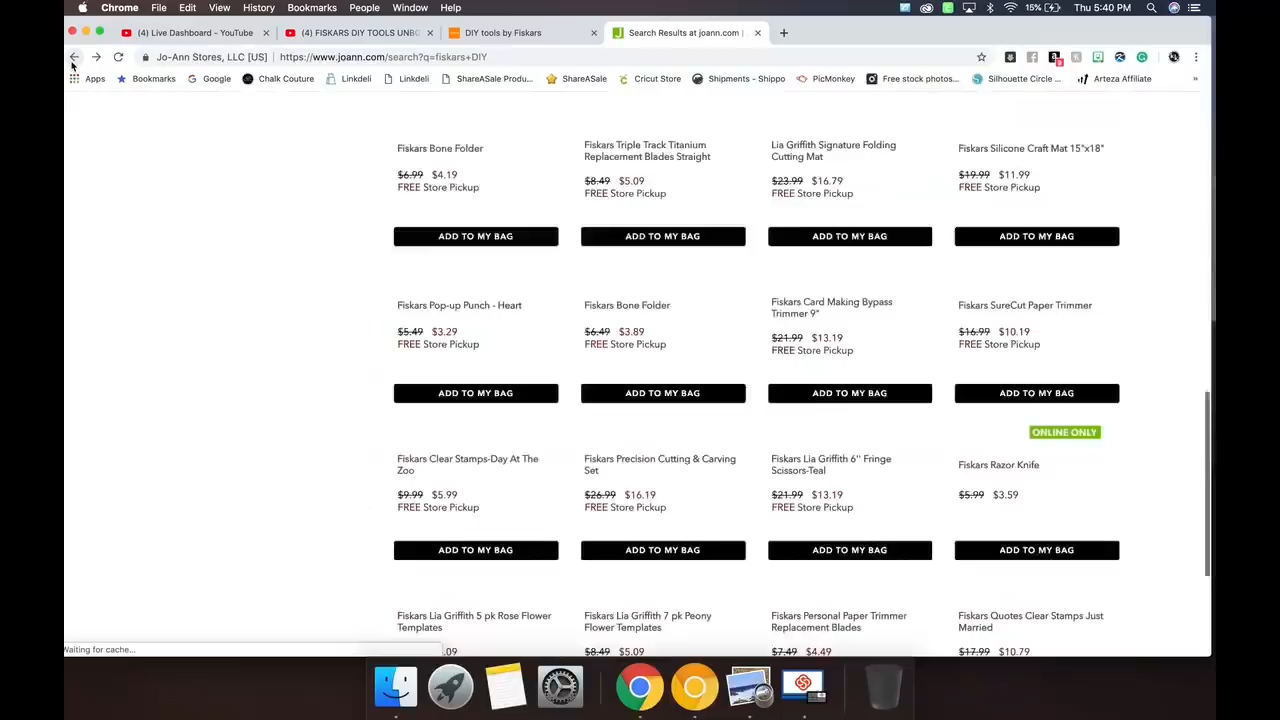 Chrome File Edit View History Bookmarks People Window Help 15% Thu 5:40 PM
(4) Live Dashboard - YouTube (4) FISKARS DIY TOOLS UNBO DIY tools by Fiskars Search Results at joann.com |
Jo-Ann Stores, LLC [US] | https://www.joann.com/search?q=fiskars+DIY
Apps Bookmarks Google Chalk Couture Linkdeli Linkdeli ShareASale Produ... ShareASale Cricut Store Shipments - Shippo PicMonkey Free stock photos... Silhouette Circle ... Arteza Affiliate »
Fiskars Bone Folder
$6.99 $4.19
FREE Store Pickup
ADD TO MY BAG
Fiskars Triple Track Titanium
Replacement Blades Straight
$8.49 $5.09
FREE Store Pickup
ADD TO MY BAG
Lia Griffith Signature Folding
Cutting Mat
$23.99 $16.79
FREE Store Pickup
ADD TO MY BAG
Fiskars Silicone Craft Mat 15"x18"
$19.99 $11.99
FREE Store Pickup
ADD TO MY BAG
Fiskars Pop-up Punch - Heart
$5.49 $3.29
FREE Store Pickup
ADD TO MY BAG
Fiskars Bone Folder
$6.49 $3.89
FREE Store Pickup
ADD TO MY BAG
Fiskars Card Making Bypass
Trimmer 9"
$21.99 $13.19
FREE Store Pickup
ADD TO MY BAG
Fiskars SureCut Paper Trimmer
$16.99 $10.19
FREE Store Pickup
ADD TO MY BAG
Fiskars Clear Stamps-Day At The
Zoo
$9.99 $5.99
FREE Store Pickup
ADD TO MY BAG
Fiskars Precision Cutting & Carving
Set
$26.99 $16.19
FREE Store Pickup
ADD TO MY BAG
Fiskars Lia Griffith 6'' Fringe
Scissors-Teal
$21.99 $13.19
FREE Store Pickup
ADD TO MY BAG
ONLINE ONLY
Fiskars Razor Knife
$5.99 $3.59
ADD TO MY BAG
Fiskars Lia Griffith 5 pk Rose Flower
Templates
.09
Fiskars Lia Griffith 7 pk Peony
Flower Templates
$8.49 $5.09
Fiskars Personal Paper Trimmer
Replacement Blades
$7.49 $4.49
Fiskars Quotes Clear Stamps Just
Married
$17.99 $10.79
Waiting for cache...